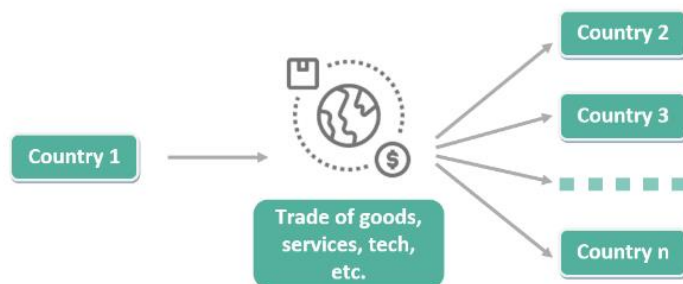 Country 1
$
Trade of goods,
services, tech,
etc.
Country 2
Country 3
Country n